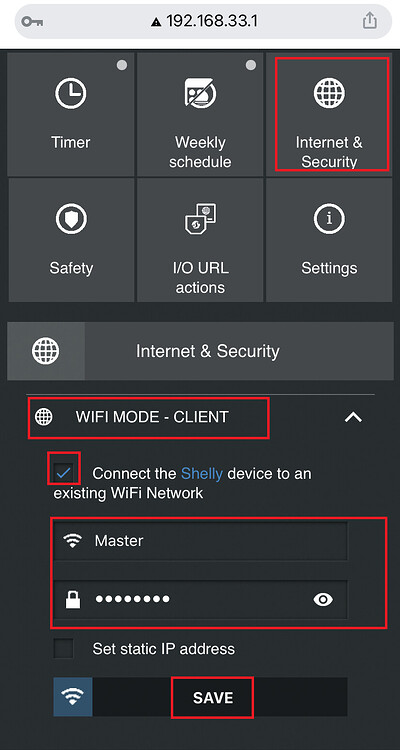 192.168.33.1
Timer
Weekly
schedule
Internet &
Security
Safety
I/O URL
actions
Settings
Internet & Security
WIFI MODE - CLIENT
Connect the Shelly device to an
existing WiFi Network
Master
●●●●●●●●
Set static IP address
SAVE